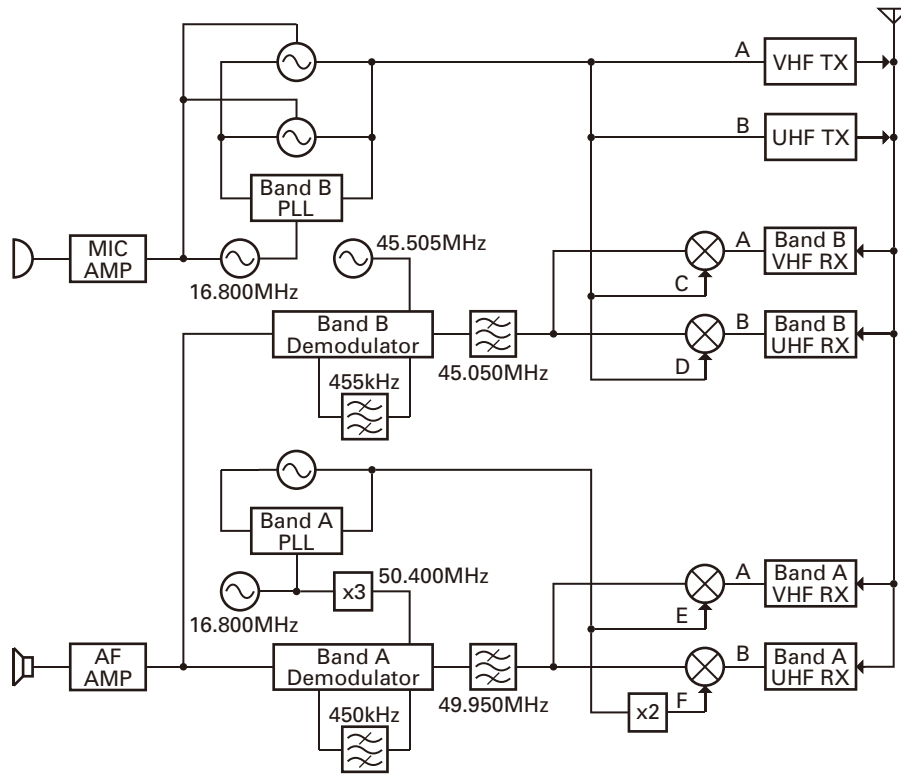 A
VHF TX
B
UHF TX
Band B
PLL
MIC
AMP
16.800MHz
45.505MHz
A
Band B
VHF RX
C
Band B
Demodulator
45.050MHz
B
Band B
UHF RX
D
455kHz
Band A
PLL
50.400MHz
x3
16.800MHz
A
Band A
VHF RX
E
AF
AMP
Band A
Demodulator
49.950MHz
B
Band A
UHF RX
x2
F
450kHz